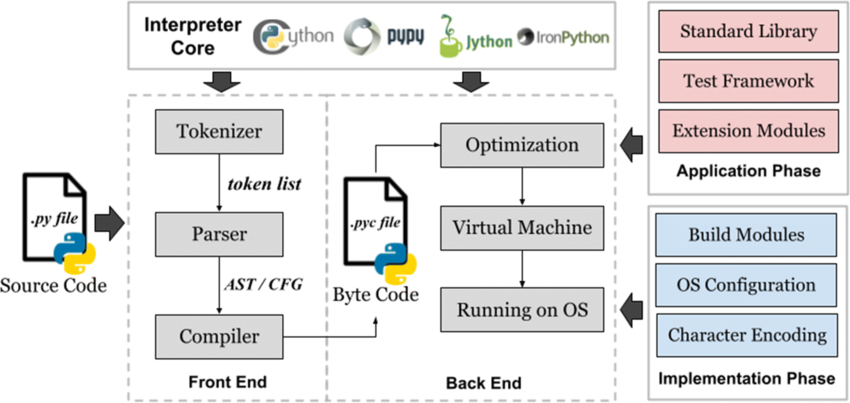 Interpreter
Core
Cython
pypy
Jython
IronPython
Standard Library
Test Framework
Extension Modules
Application Phase
Tokenizer
token list
Parser
AST / CFG
Compiler
Front End
.py file
Source Code
.pyc file
Byte Code
Optimization
Virtual Machine
Running on OS
Back End
Build Modules
OS Configuration
Character Encoding
Implementation Phase